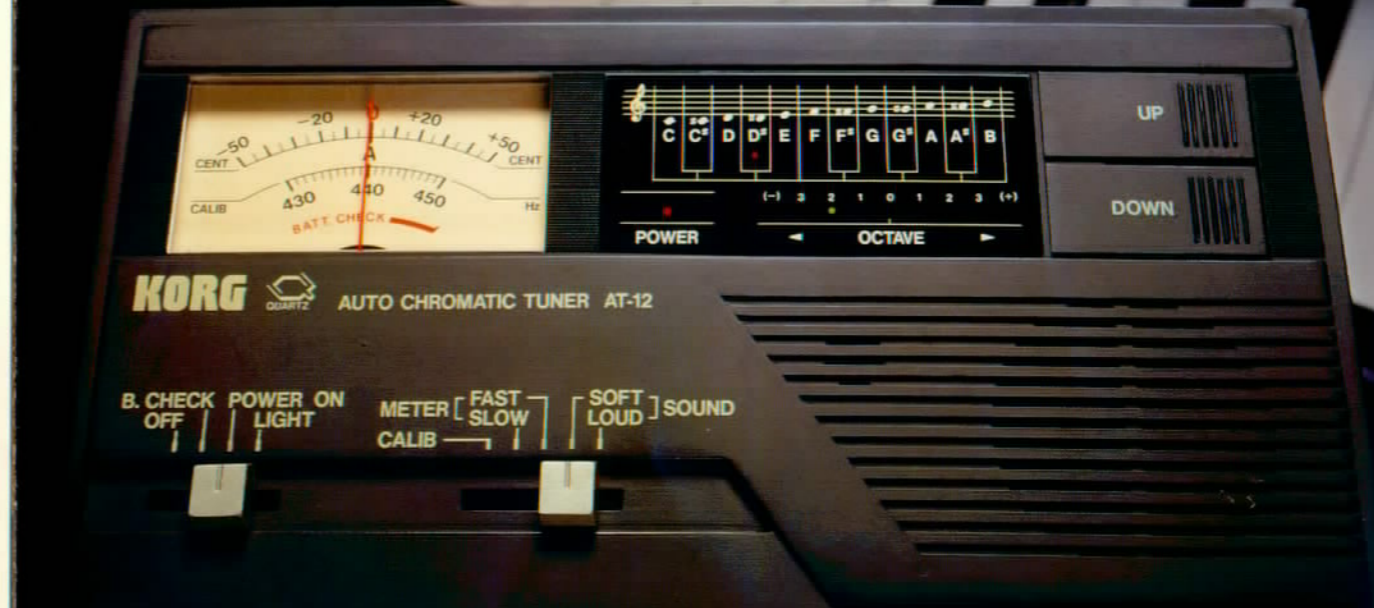 -50 -20 0 +20 +50
CENT CENT
A
430 440 450
CALIB Hz
BATT. CHECK
C C# D D# E F F# G G# A A# B
(-) 3 2 1 0 1 2 3 (+)
POWER ◄ OCTAVE ►
UP
DOWN
KORG QUARTZ AUTO CHROMATIC TUNER AT-12
B. CHECK POWER ON
OFF LIGHT
METER [ FAST
SLOW
CALIB
SOFT
LOUD ] SOUND